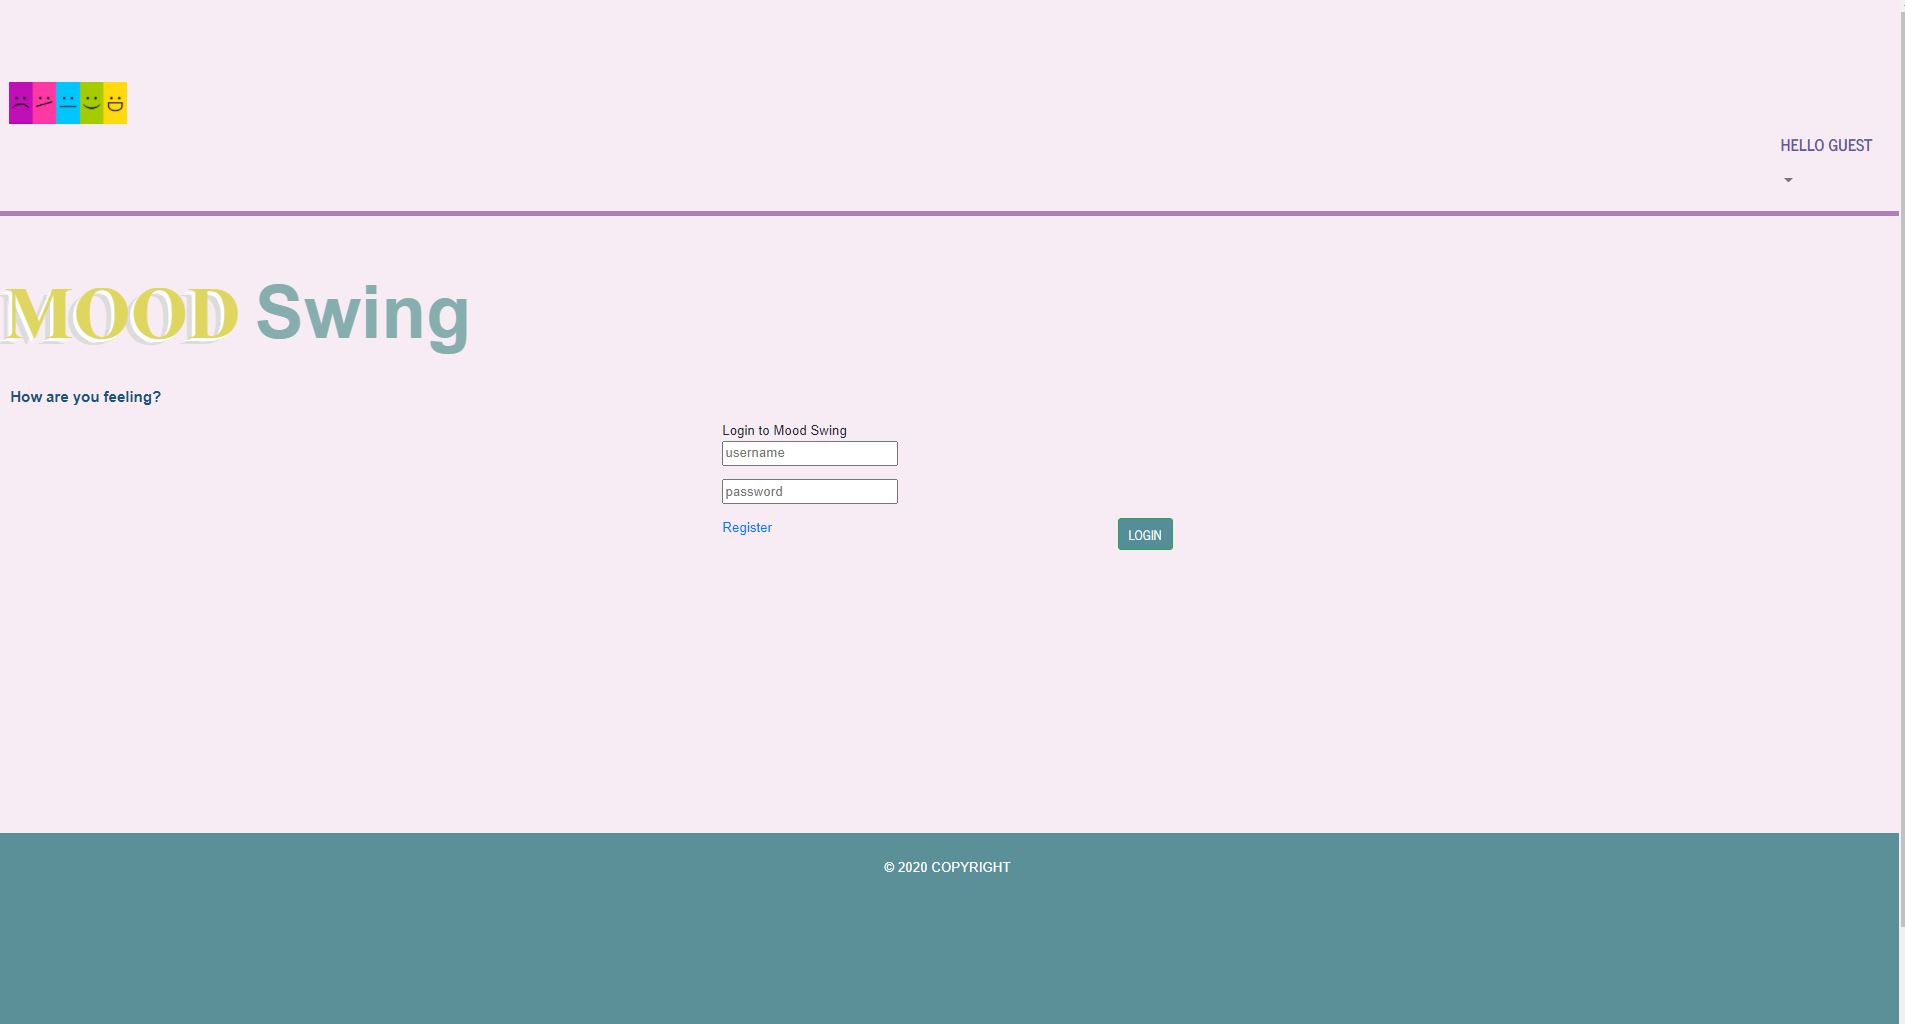 HELLO GUEST
MOOD Swing
How are you feeling?
Login to Mood Swing
username
password
Register
LOGIN
© 2020 COPYRIGHT